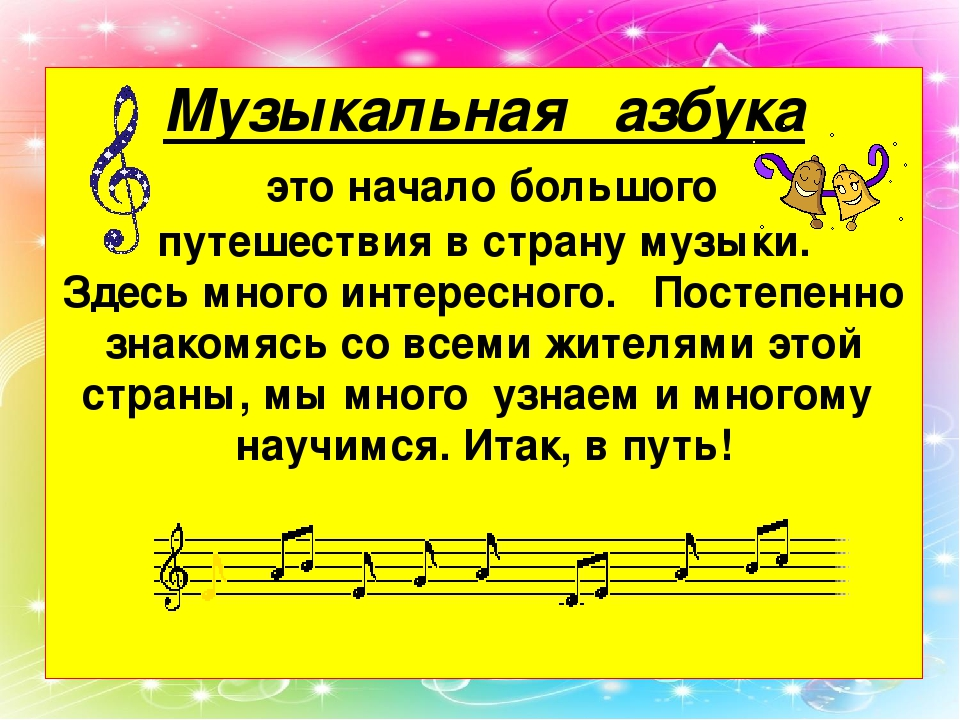 Музыкальная азбука
это начало большого
путешествия в страну музыки.
Здесь много интересного. Постепенно
знакомясь со всеми жителями этой
страны, мы много узнаем и многому
научимся. Итак, в путь!